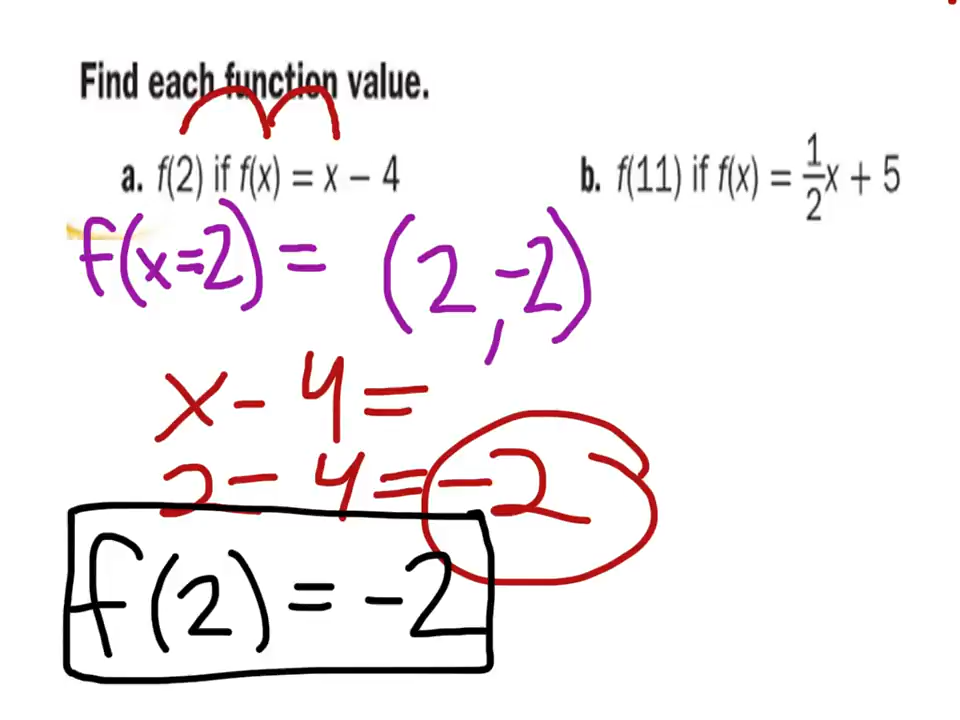 Find each function value.
a. f(2) if f(x) = x − 4
b. f(11) if f(x) = 1/2x + 5
f(x=2) = (2, -2)
x - 4 =
2 - 4 = -2
f(2) = -2